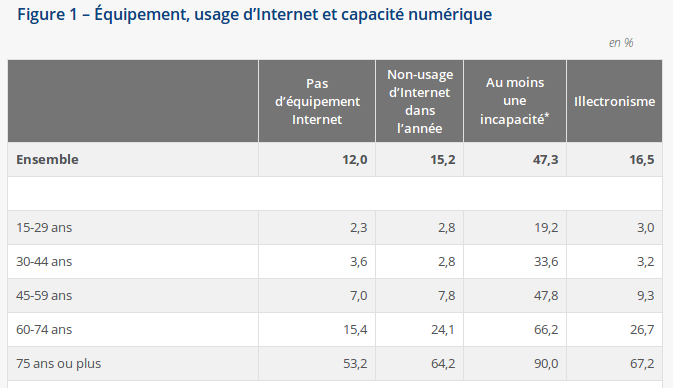 Figure 1 – Équipement, usage d’Internet et capacité numérique
en %
Pas d’équipement Internet Non-usage d’Internet dans l’année Au moins une incapacité* Illectronisme
Ensemble 12,0 15,2 47,3 16,5
15-29 ans 2,3 2,8 19,2 3,0
30-44 ans 3,6 2,8 33,6 3,2
45-59 ans 7,0 7,8 47,8 9,3
60-74 ans 15,4 24,1 66,2 26,7
75 ans ou plus 53,2 64,2 90,0 67,2